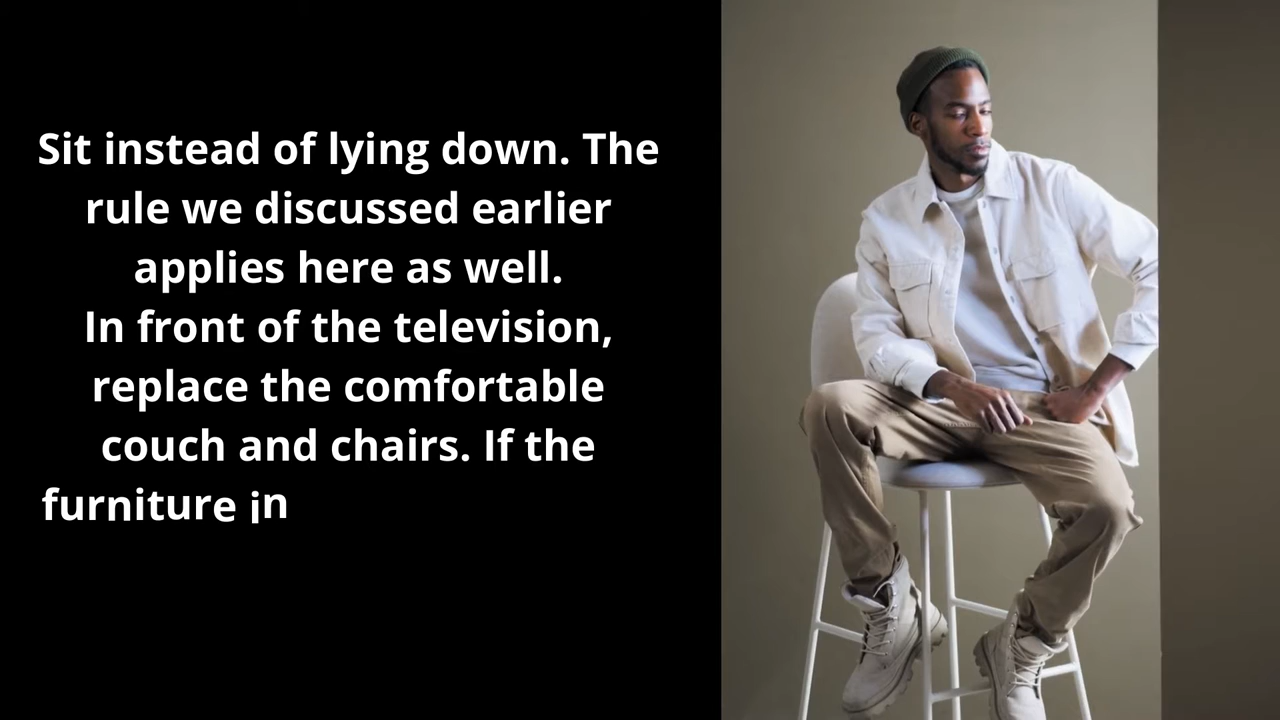 Sit instead of lying down. The
rule we discussed earlier
applies here as well.
In front of the television,
replace the comfortable
couch and chairs. If the
furniture in